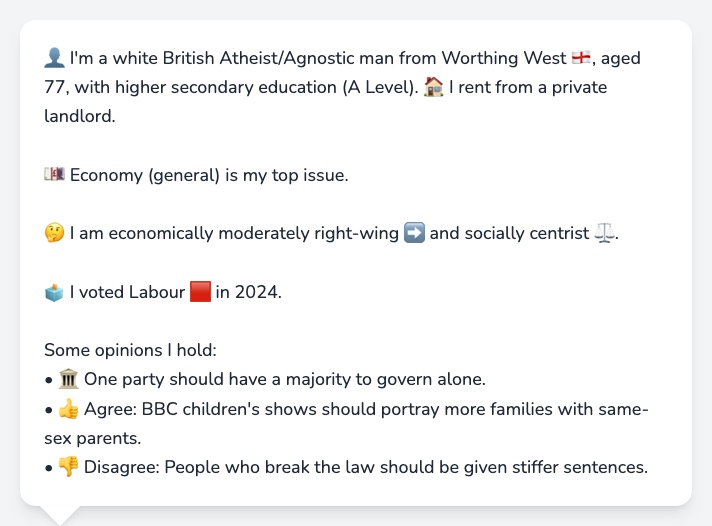 👤 I'm a white British Atheist/Agnostic man from Worthing West 🏴󠁧󠁢󠁥󠁮󠁧󠁿, aged
77, with higher secondary education (A Level). 🏠 I rent from a private
landlord.
💷 Economy (general) is my top issue.
🤔 I am economically moderately right-wing ➡️ and socially centrist ⚖️.
🗳️ I voted Labour 🟥 in 2024.
Some opinions I hold:
• 🏛️ One party should have a majority to govern alone.
• 👍 Agree: BBC children's shows should portray more families with same-
sex parents.
• 👎 Disagree: People who break the law should be given stiffer sentences.